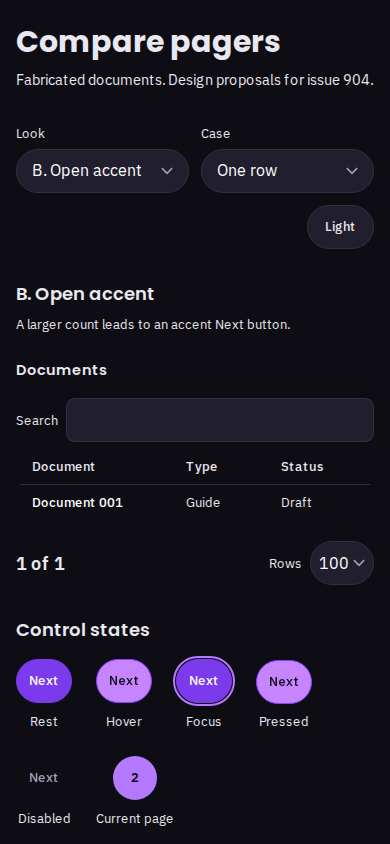 Compare pagers
Fabricated documents. Design proposals for issue 904.
Look Case
B. Open accent One row
Light
B. Open accent
A larger count leads to an accent Next button.
Documents
Search
Document Type Status
Document 001 Guide Draft
1 of 1 Rows 100
Control states
Next Next Next Next
Rest Hover Focus Pressed
Next 2
Disabled Current page